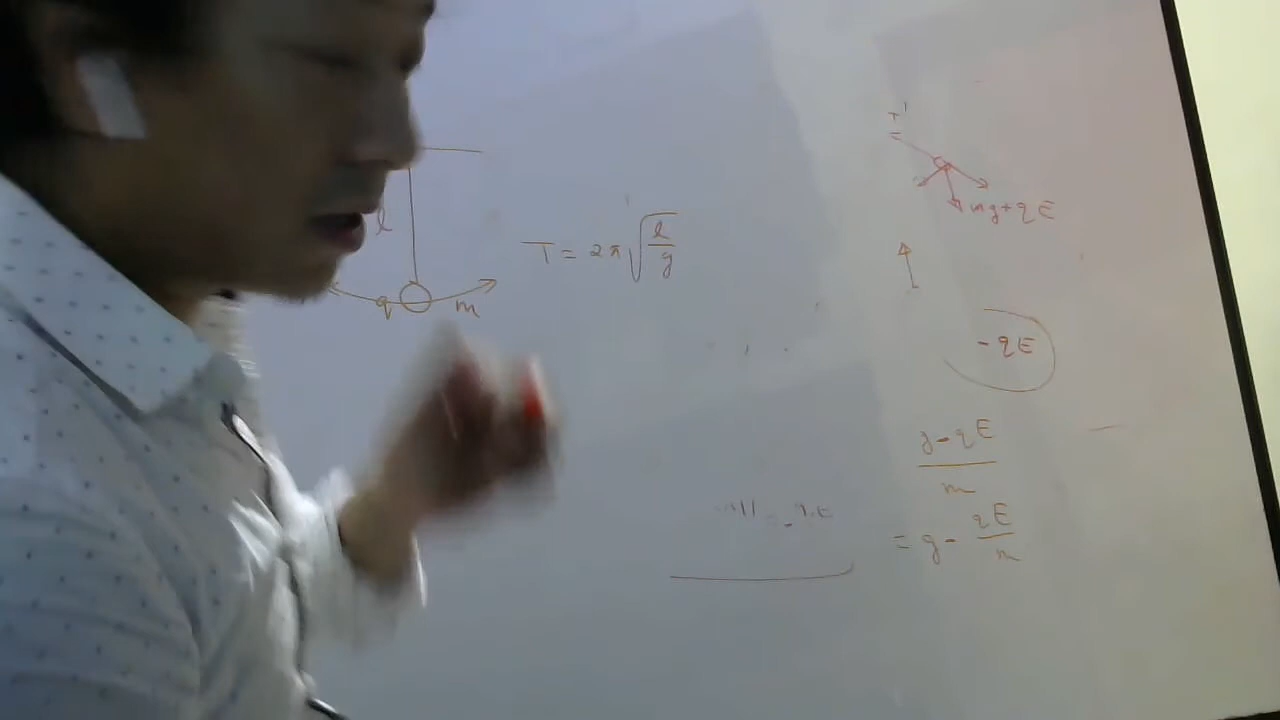 l
q m
T = 2π√(l/g)
T'
mg+qE
-qE
g-qE
m
= g - qE/m